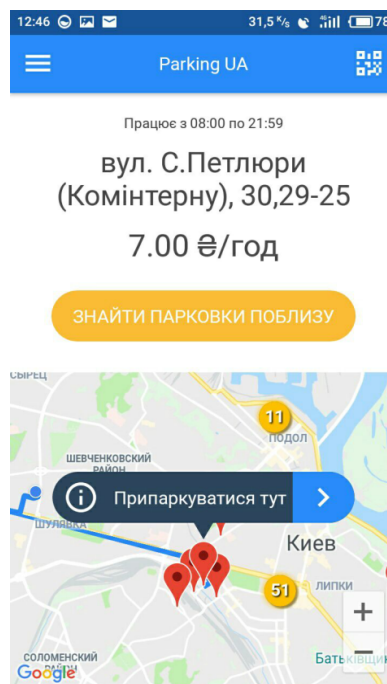 12:46 31,5 K/s 4G 78
Parking UA
Працює з 08:00 по 21:59
вул. С.Петлюри
(Комінтерну), 30,29-25
7.00 ₴/год
ЗНАЙТИ ПАРКОВКИ ПОБЛИЗУ
СЫРЕЦ
11
ПОДОЛ
ШЕВЧЕНКОВСКИЙ
РАЙОН
Припаркуватися тут
ШУЛЯВКА
Киев
51
ЛИПКИ
+
СОЛОМЕНСКИЙ
РАЙОН
Батьківщин
−
Google